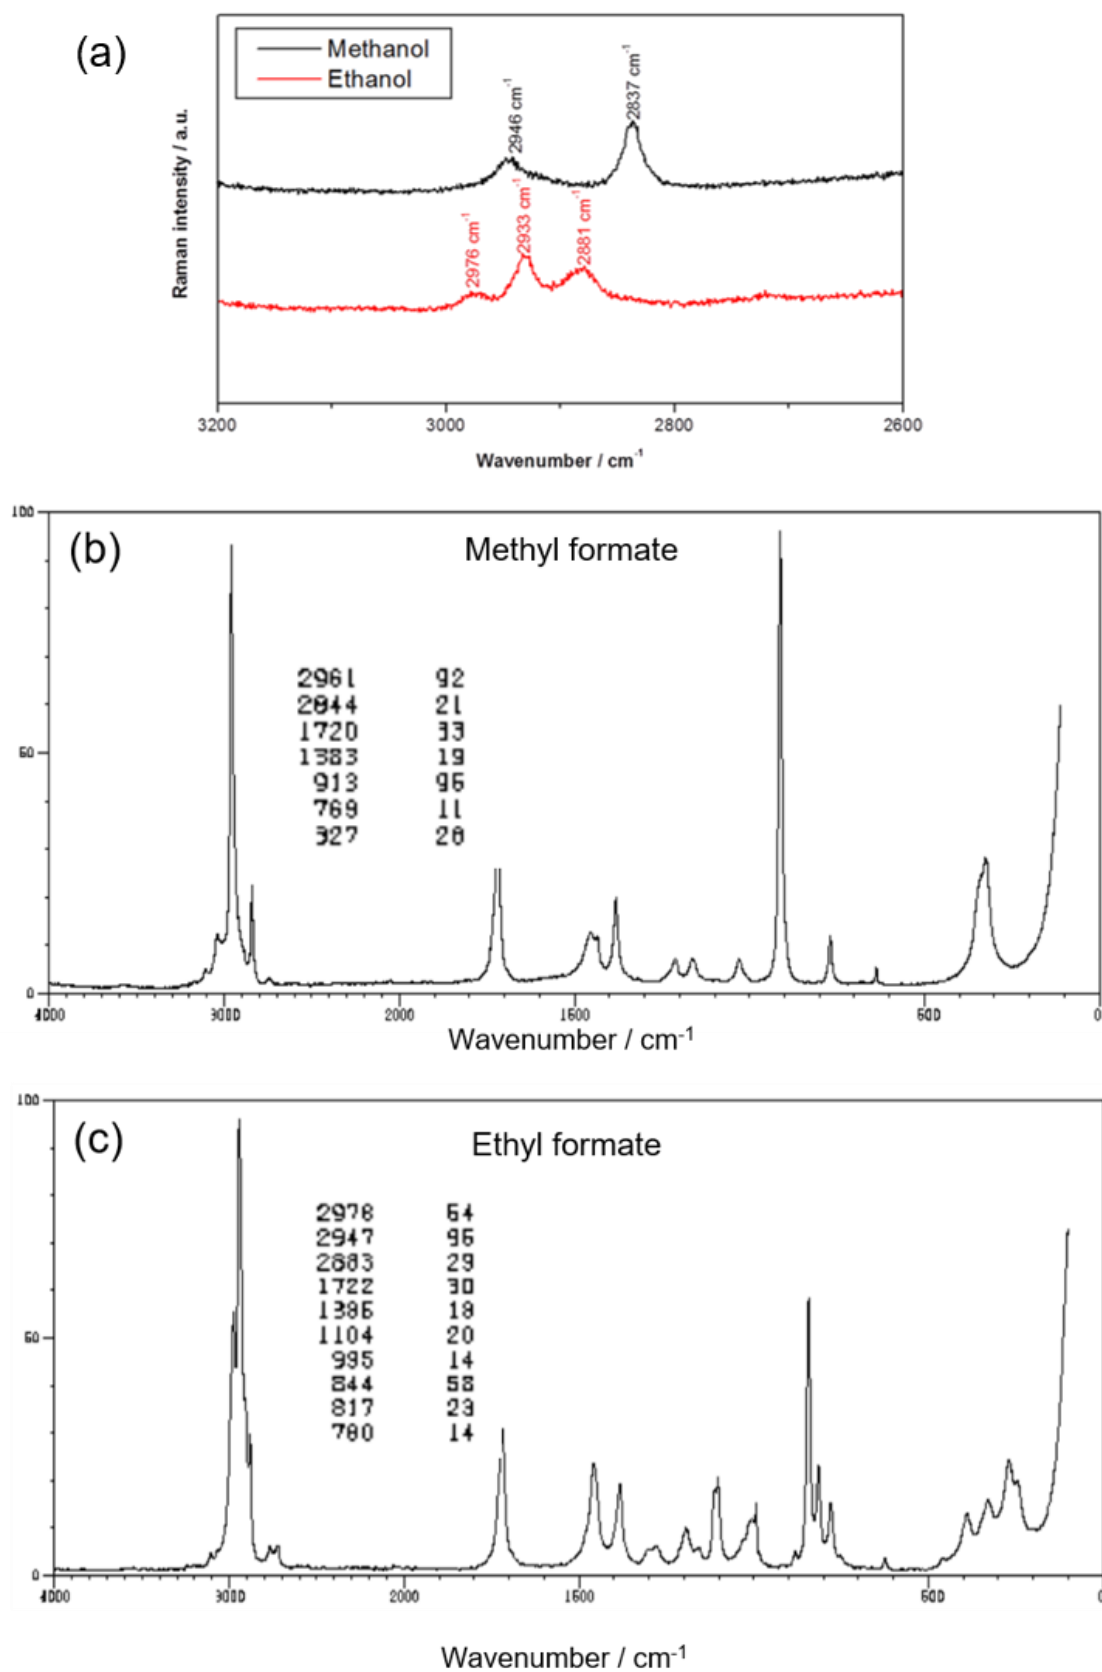 (a)
Methanol
Ethanol
2946 cm-1
2837 cm-1
2976 cm-1
2933 cm-1
2881 cm-1
Raman intensity / a.u.
3200 3000 2800 2600
Wavenumber / cm-1
100
(b) Methyl formate
2961 92
2844 21
1720 33
1383 19
913 96
769 11
327 28
50
0
4000 3000 2000 1500 500 0
Wavenumber / cm-1
100
(c) Ethyl formate
2978 54
2947 96
2883 29
1722 30
1386 18
1104 20
995 14
844 58
817 23
780 14
50
0
4000 3000 2000 1500 500 0
Wavenumber / cm-1